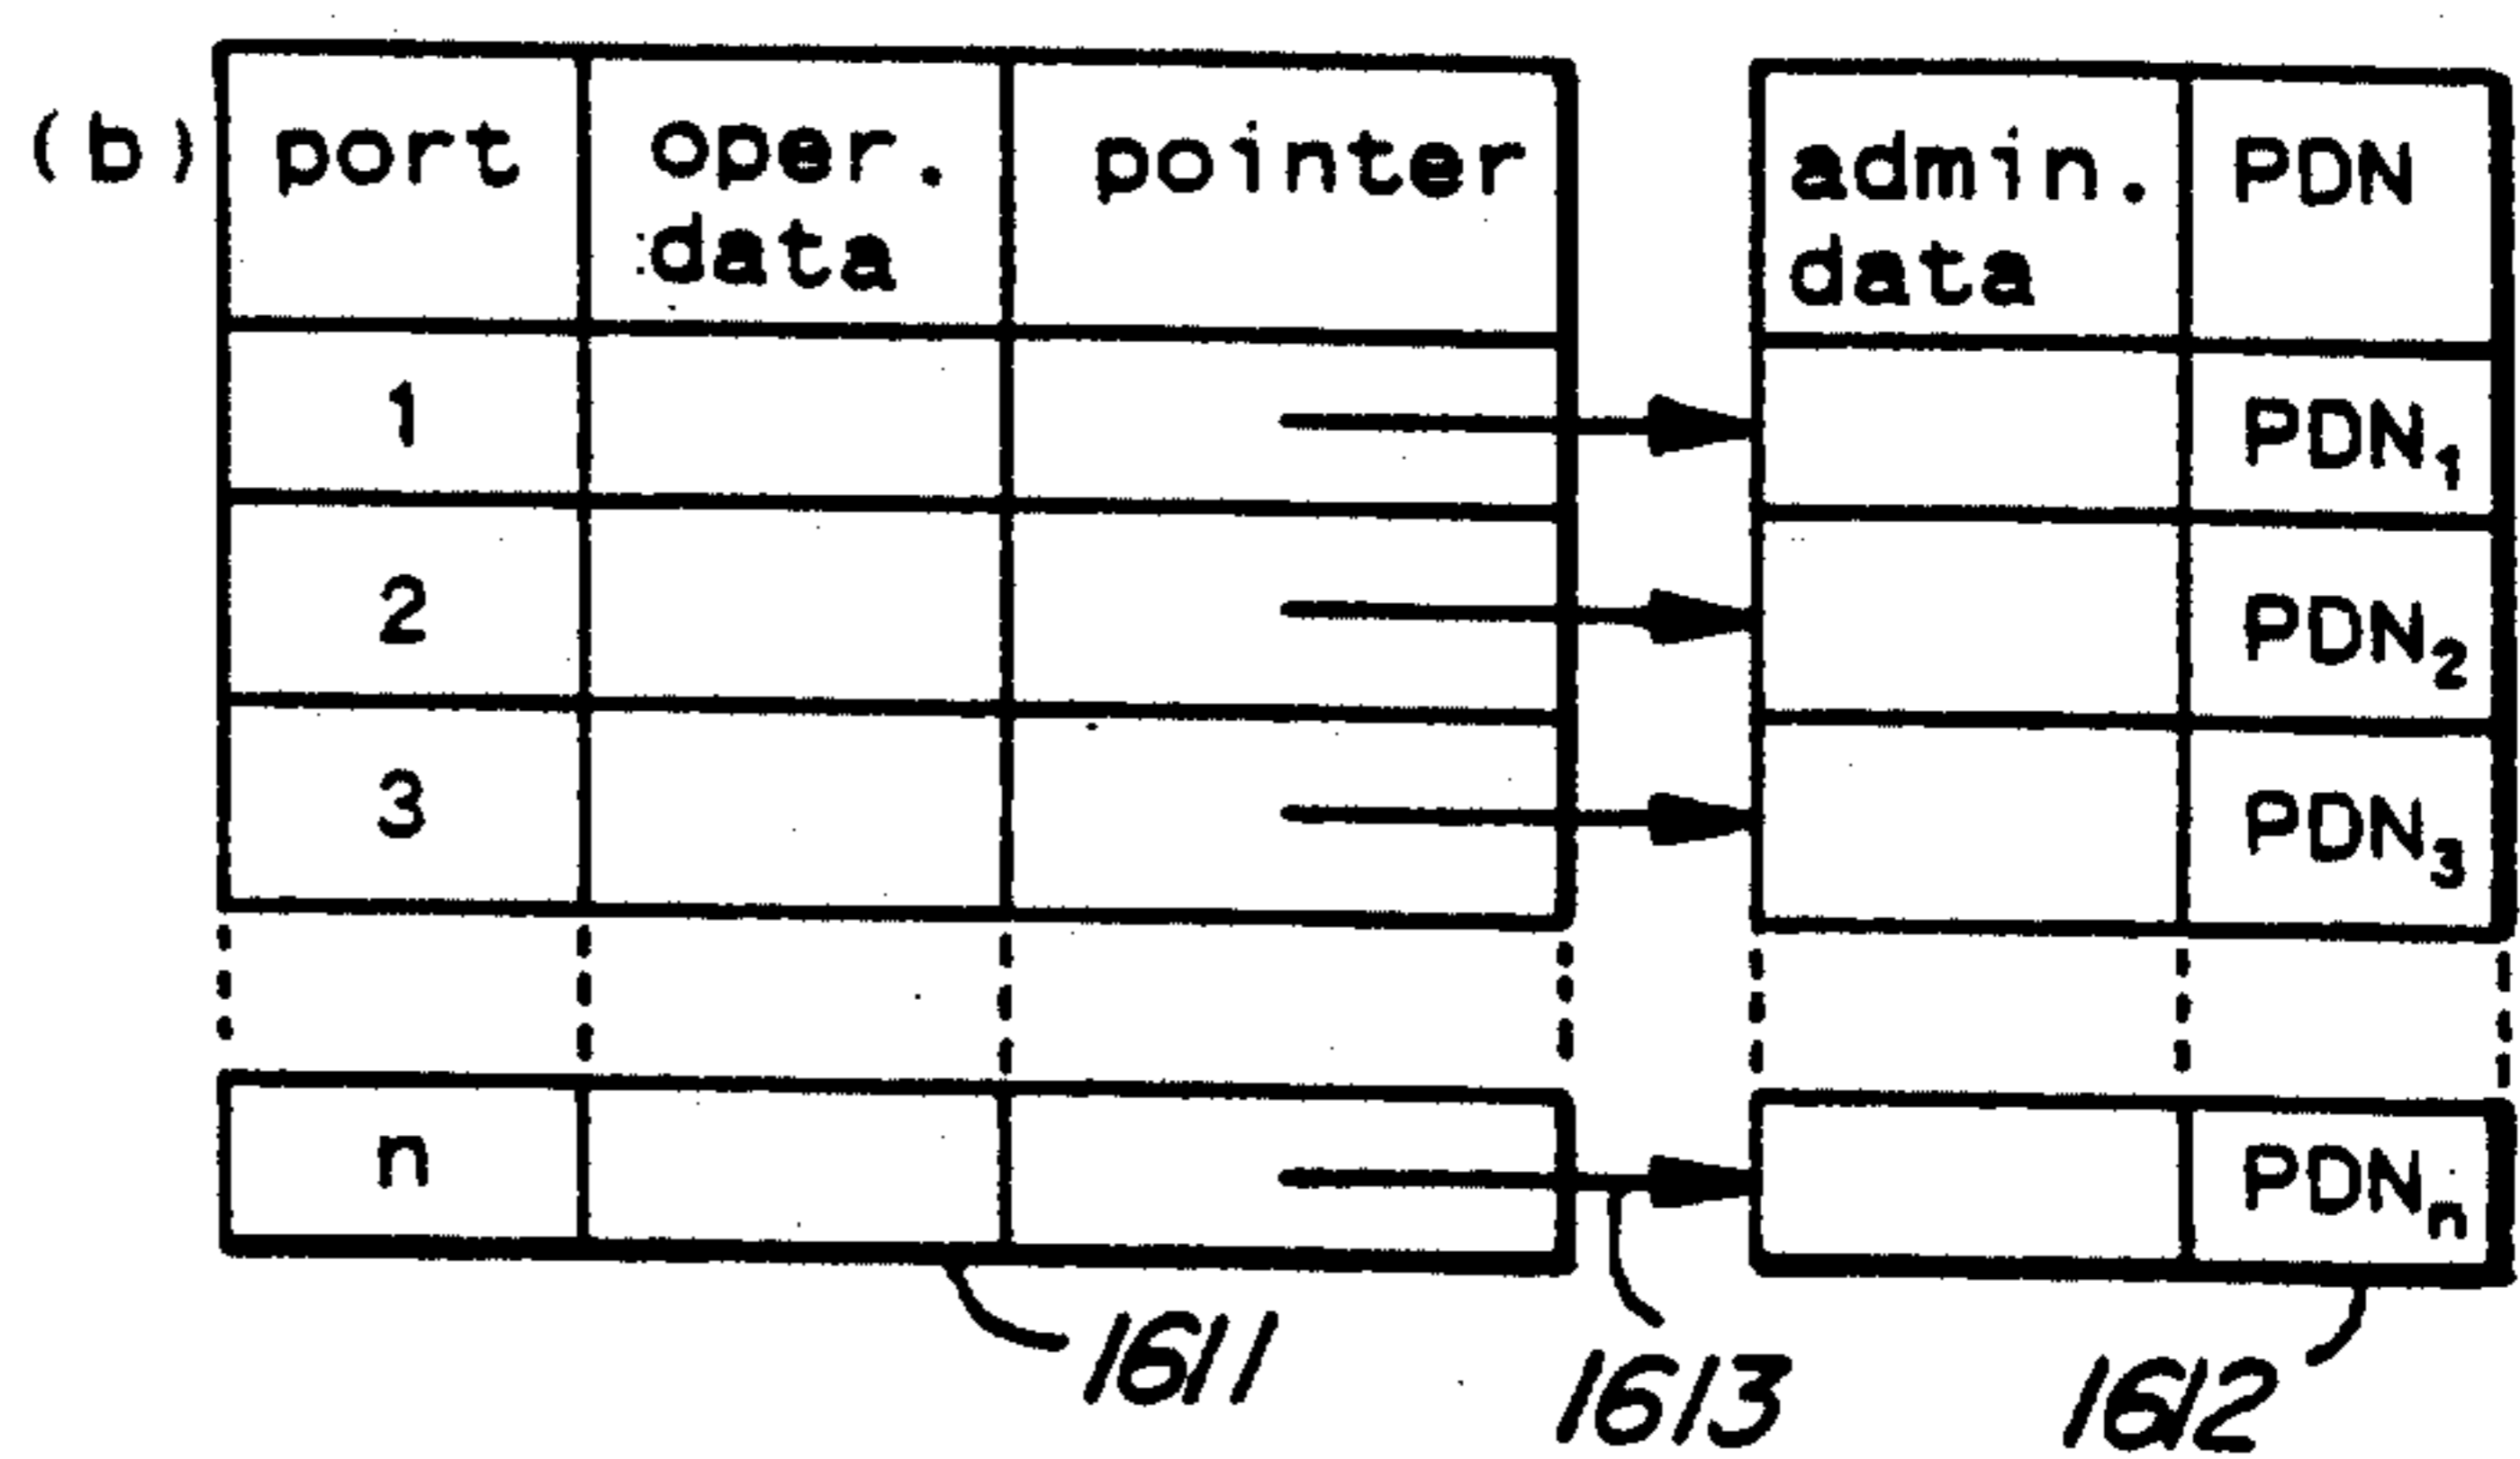 (b) port oper. data pointer admin. data PDN
1 PDN₁
2 PDN₂
3 PDN₃
n PDNₙ
1611 1613 1612